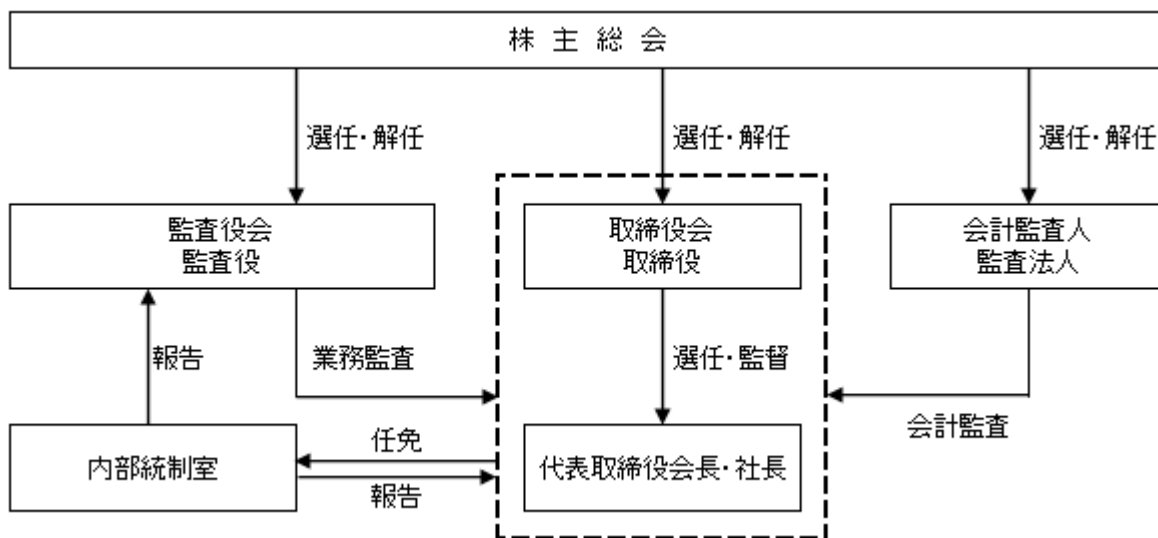 株主総会
選任・解任
選任・解任
選任・解任
監査役会
監査役
取締役会
取締役
会計監査人
監査法人
報告
業務監査
選任・監督
会計監査
内部統制室
任免
報告
代表取締役会長・社長